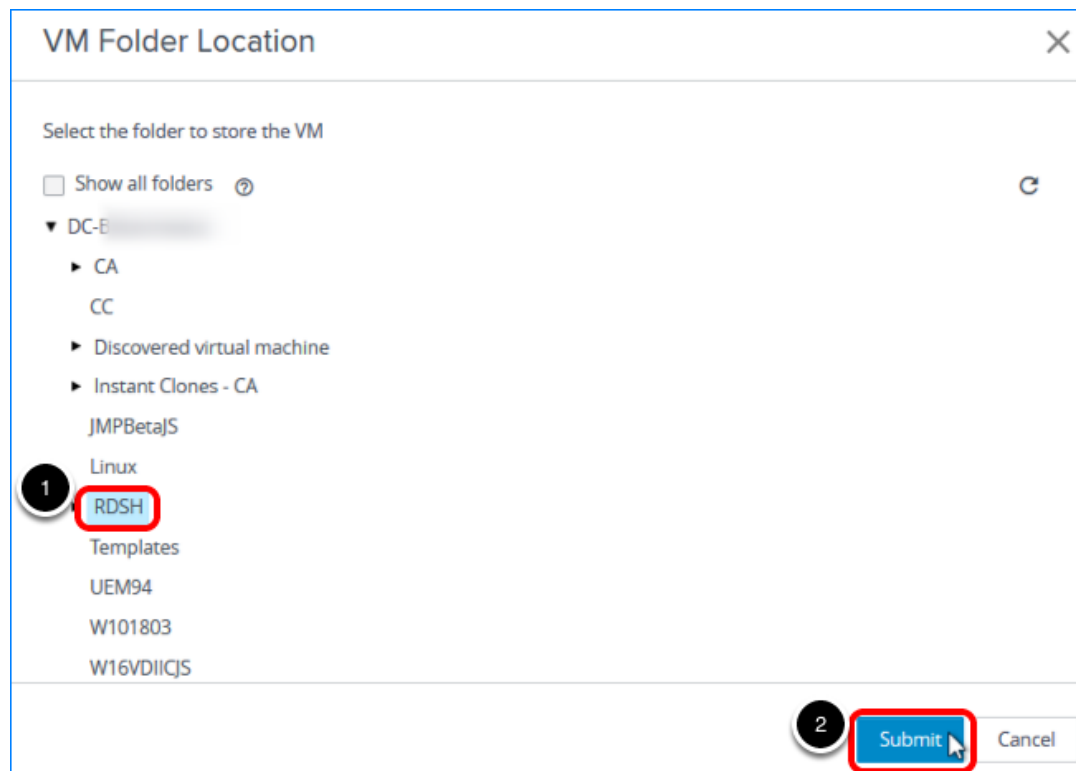 VM Folder Location
Select the folder to store the VM
Show all folders
CA
CC
Discovered virtual machine
Instant Clones - CA
JMPBetaJS
Linux
1
RDSH
Templates
UEM94
W101803
W16VDIICJS
2
Submit
Cancel